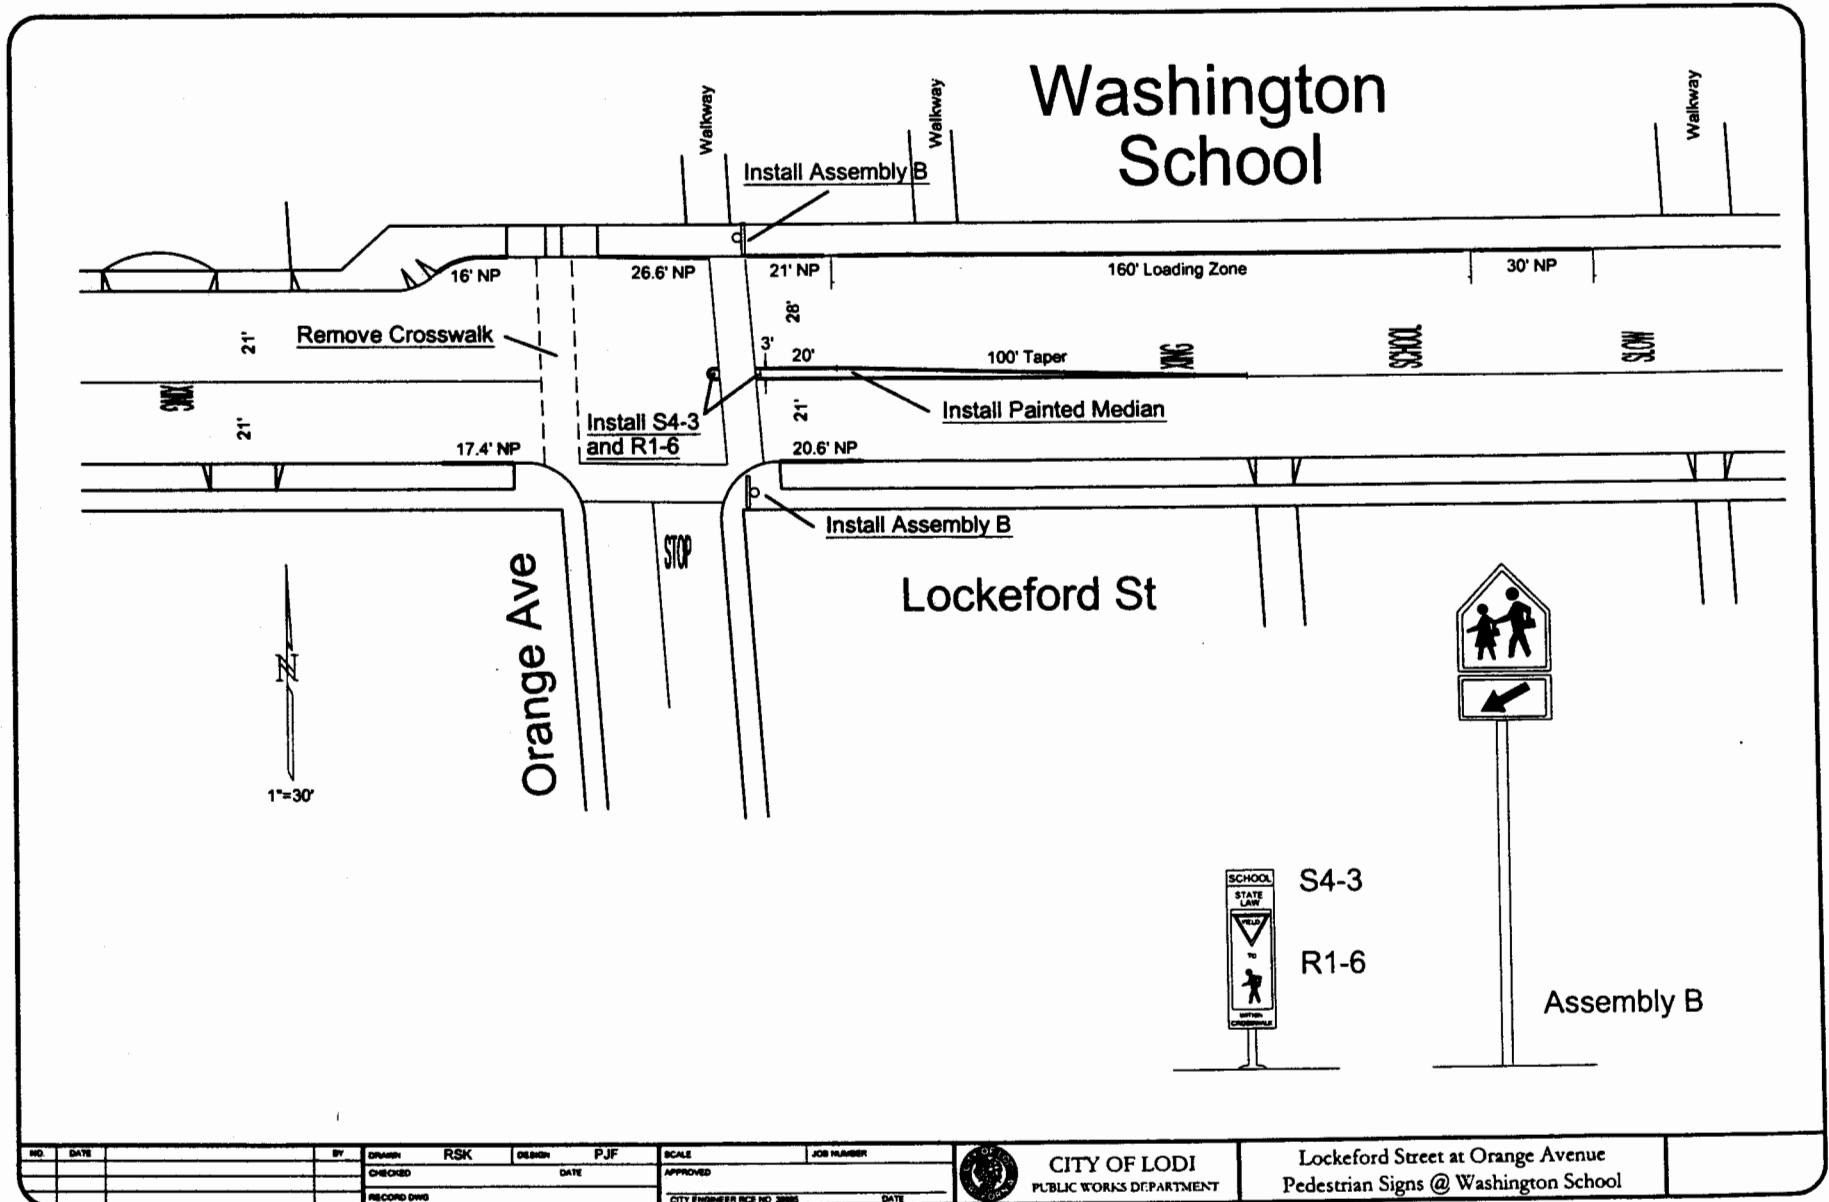 Washington
School
Walkway
Walkway
Walkway
Install Assembly B
16' NP
26.6' NP
21' NP
160' Loading Zone
30' NP
21'
Remove Crosswalk
28'
3'
20'
100' Taper
XING
SCHOOL
SLOW
XING
21'
Install S4-3
and R1-6
21'
Install Painted Median
17.4' NP
20.6' NP
Install Assembly B
STOP
Orange Ave
Lockeford St
N
1"=30'
SCHOOL
STATE
LAW
YIELD
TO
WITHIN
CROSSWALK
S4-3
R1-6
Assembly B
NO. DATE BY
DRAWN RSK DESIGN PJF
CHECKED DATE
RECORD DWG
SCALE JOB NUMBER
APPROVED
CITY ENGINEER RCE NO. DATE
CITY OF LODI
PUBLIC WORKS DEPARTMENT
Lockeford Street at Orange Avenue
Pedestrian Signs @ Washington School